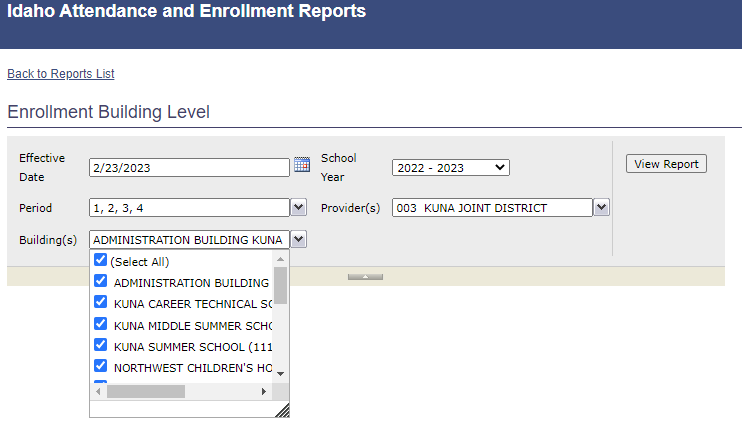 Idaho Attendance and Enrollment Reports
Back to Reports List
Enrollment Building Level
Effective Date
2/23/2023
School Year
2022 - 2023
View Report
Period
1, 2, 3, 4
Provider(s)
003 KUNA JOINT DISTRICT
Building(s)
ADMINISTRATION BUILDING KUNA
(Select All)
ADMINISTRATION BUILDING
KUNA CAREER TECHNICAL SC
KUNA MIDDLE SUMMER SCHO
KUNA SUMMER SCHOOL (111
NORTHWEST CHILDREN'S HO